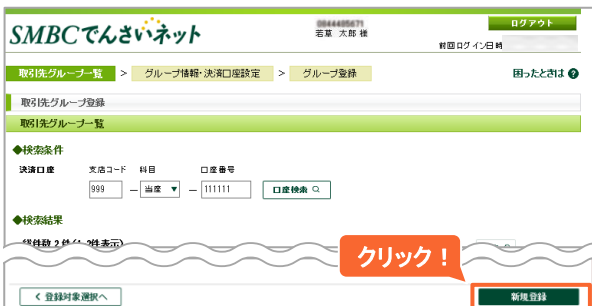 SMBCでんさいネット
若草 太郎 様
ログアウト
前回ログイン日時
取引先グループ一覧 > グループ情報・決済口座設定 > グループ登録
困ったときは ?
取引先グループ登録
取引先グループ一覧
◆検索条件
決済口座
支店コード 科目 口座番号
999 ー 当座 ▼ ー 111111 口座検索
◆検索結果
クリック！
< 登録対象選択へ
新規登録